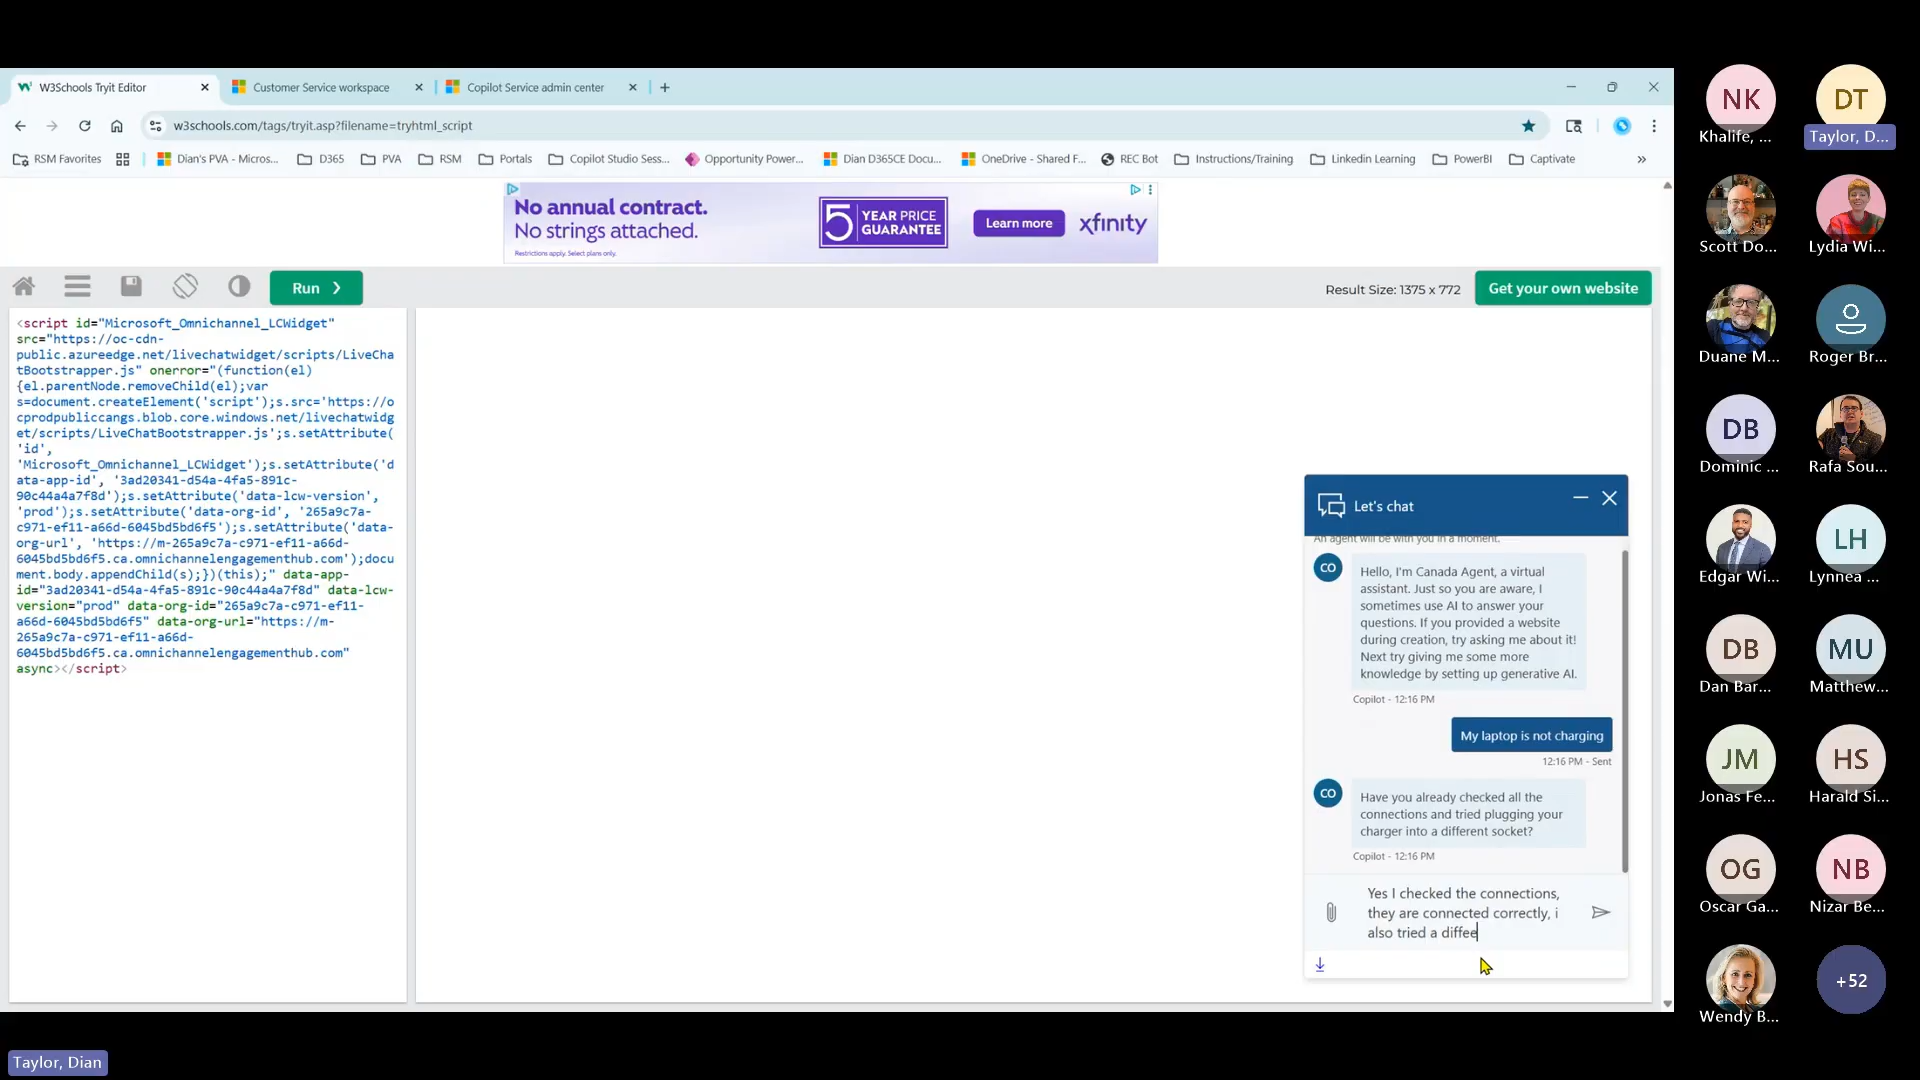 W3Schools Tryit Editor
Customer Service workspace
Copilot Service admin center
w3schools.com/tags/tryit.asp?filename=tryhtml_script
RSM Favorites
Dian's PVA - Micros...
D365
PVA
RSM
Portals
Copilot Studio Sess...
Opportunity Power...
Dian D365CE Docu...
OneDrive - Shared F...
REC Bot
Instructions/Training
Linkedin Learning
PowerBI
Captivate
No annual contract.
No strings attached.
Restrictions apply. Select plans only.
5 YEAR PRICE
GUARANTEE
Learn more
xfinity
Run ❯
Result Size: 1375 x 772
Get your own website
<script id="Microsoft_Omnichannel_LCWidget"
src="https://oc-cdn-
public.azureedge.net/livechatwidget/scripts/LiveCha
tBootstrapper.js" onerror="(function(el)
{el.parentNode.removeChild(el);var
s=document.createElement('script');s.src='https://o
cprodpubliccangs.blob.core.windows.net/livechatwidg
et/scripts/LiveChatBootstrapper.js';s.setAttribute(
'id',
'Microsoft_Omnichannel_LCWidget');s.setAttribute('d
ata-app-id', '3ad20341-d54a-4fa5-891c-
90c44a4a7f8d');s.setAttribute('data-lcw-version',
'prod');s.setAttribute('data-org-id', '265a9c7a-
c971-ef11-a66d-6045bd5bd6f5');s.setAttribute('data-
org-url', 'https://m-265a9c7a-c971-ef11-a66d-
6045bd5bd6f5.ca.omnichannelengagementhub.com');docu
ment.body.appendChild(s);})(this);" data-app-
id="3ad20341-d54a-4fa5-891c-90c44a4a7f8d" data-lcw-
version="prod" data-org-id="265a9c7a-c971-ef11-
a66d-6045bd5bd6f5" data-org-url="https://m-
265a9c7a-c971-ef11-a66d-
6045bd5bd6f5.ca.omnichannelengagementhub.com"
async></script>
Let's chat
An agent will be with you in a moment.
CO
Hello, I'm Canada Agent, a virtual
assistant. Just so you are aware, I
sometimes use AI to answer your
questions. If you provided a website
during creation, try asking me about it!
Next try giving me some more
knowledge by setting up generative AI.
Copilot - 12:16 PM
My laptop is not charging
12:16 PM - Sent
CO
Have you already checked all the
connections and tried plugging your
charger into a different socket?
Copilot - 12:16 PM
Yes I checked the connections,
they are connected correctly, i
also tried a diffee
NK
Khalife, ...
DT
Taylor, D...
Scott Do...
Lydia Wi...
Duane M...
Roger Br...
DB
Dominic ...
Rafa Sou...
Edgar Wi...
LH
Lynnea ...
DB
Dan Bar...
MU
Matthew...
JM
Jonas Fe...
HS
Harald Si...
OG
Oscar Ga...
NB
Nizar Be...
Wendy B...
+52
Taylor, Dian